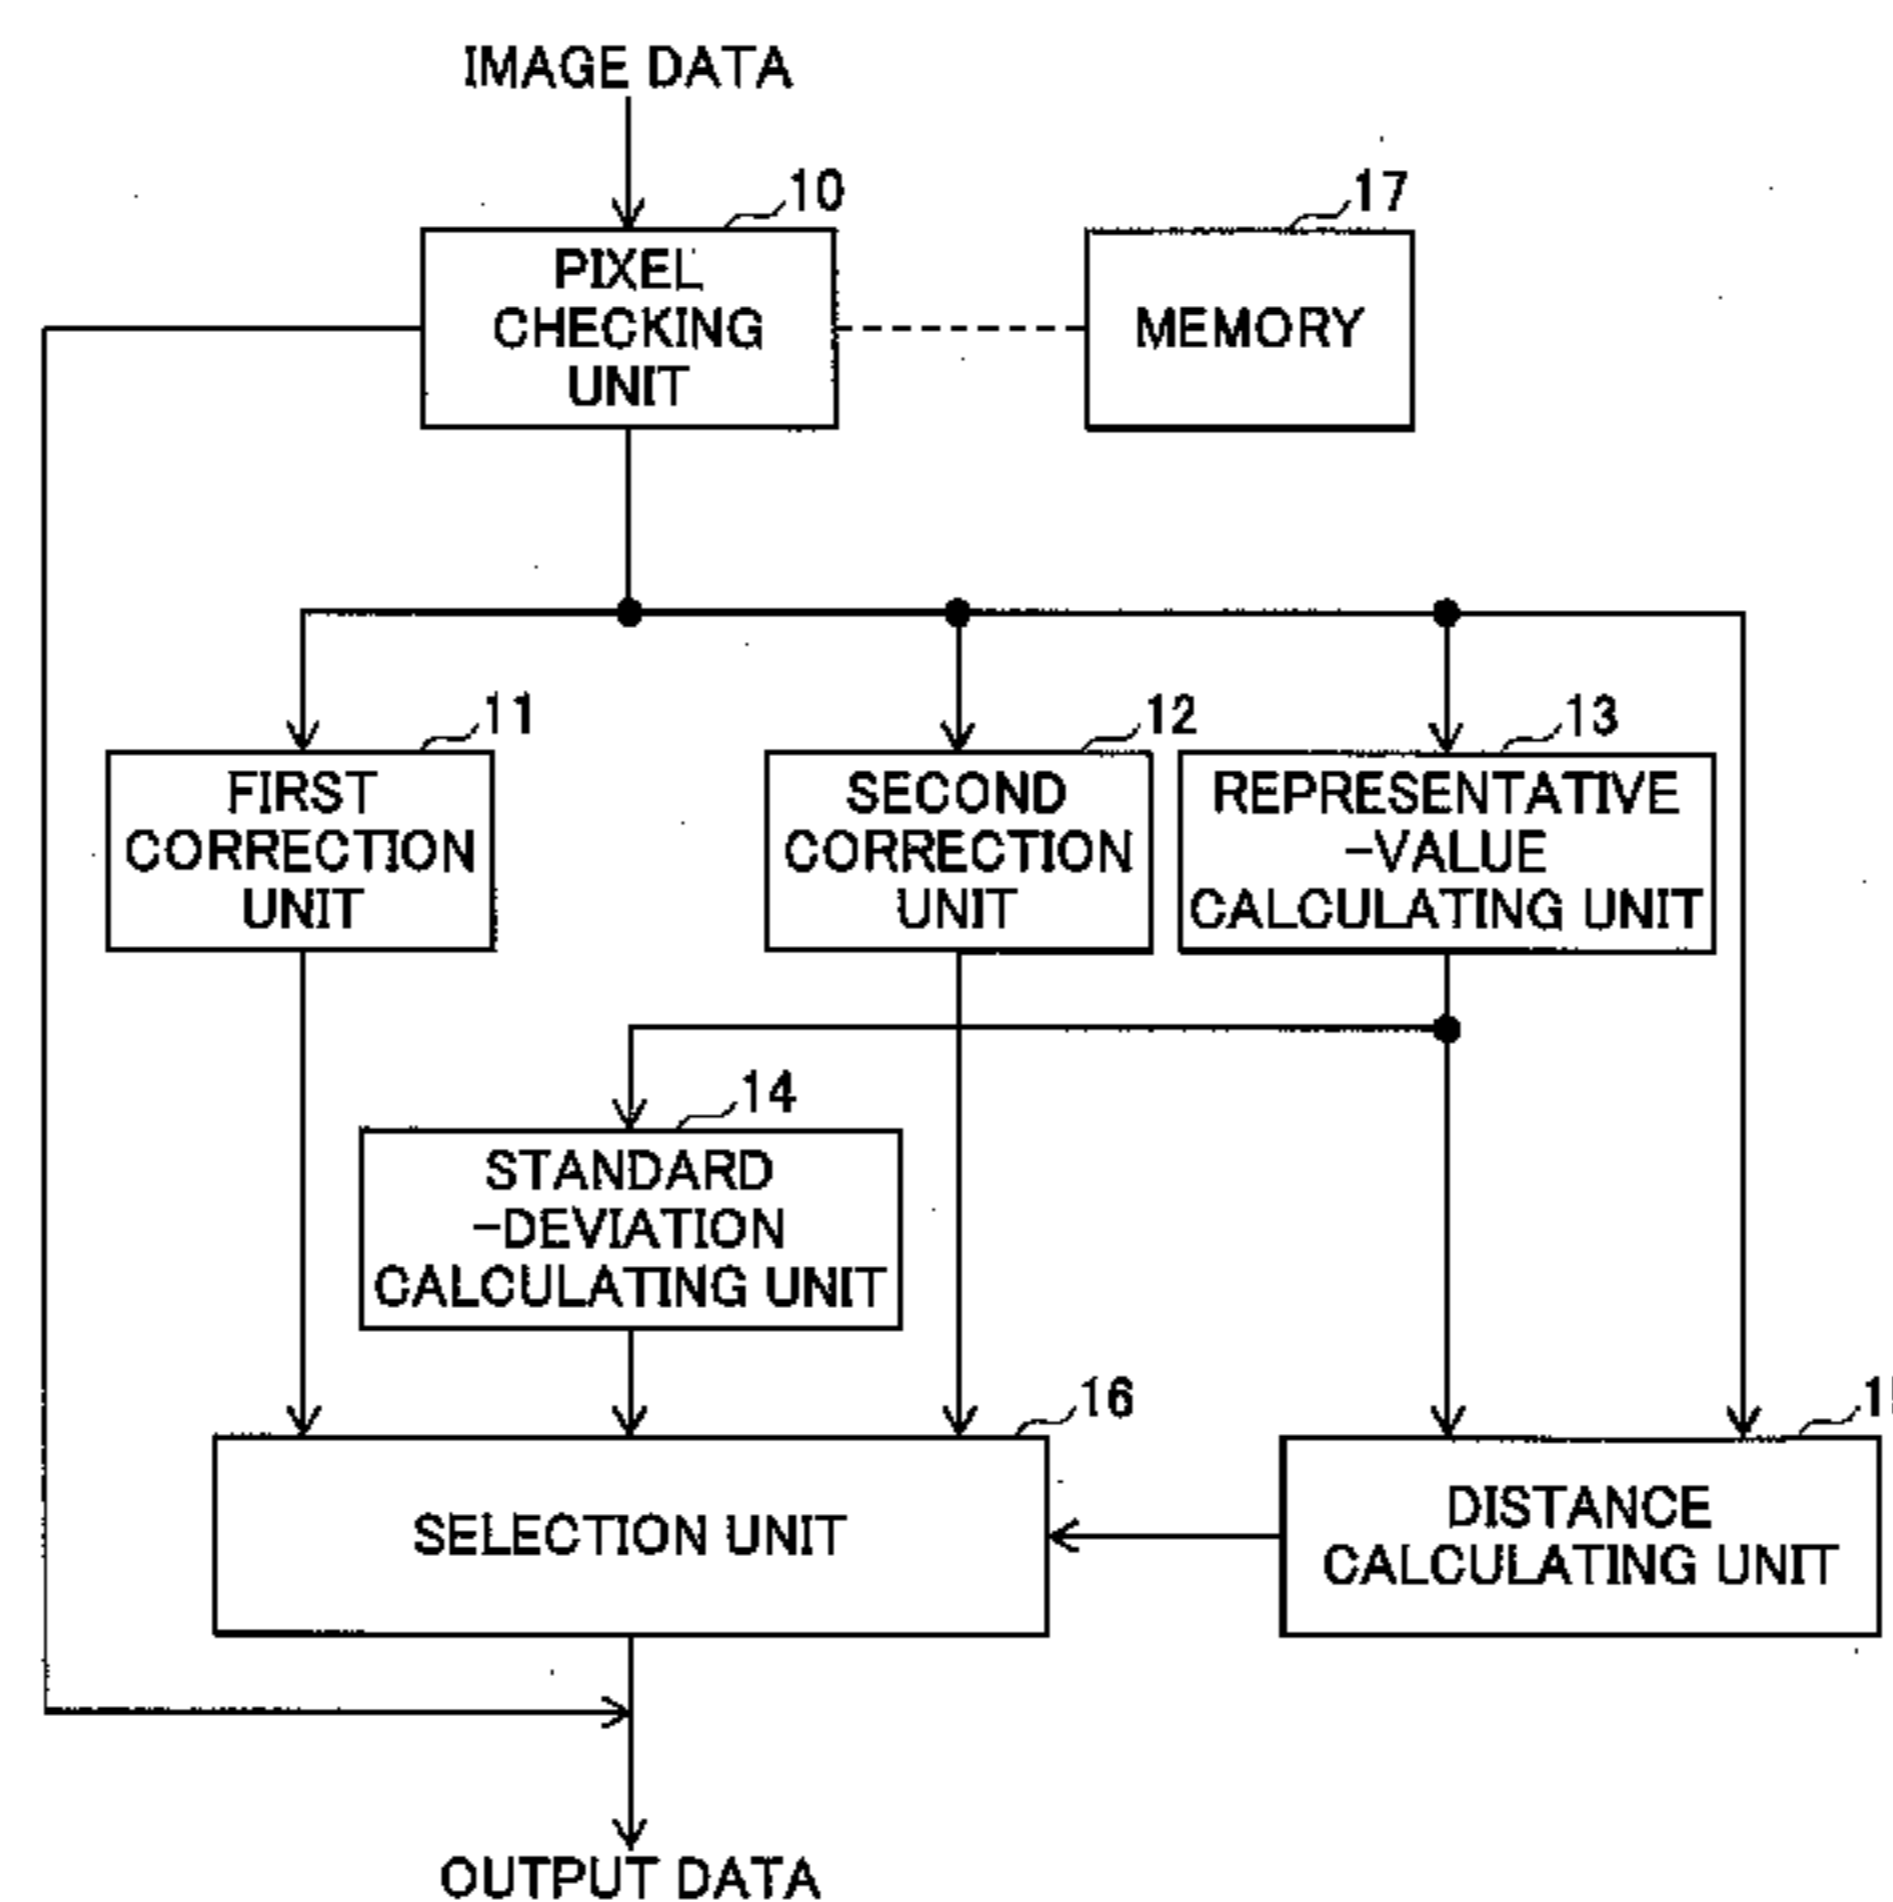 IMAGE DATA
10
17
PIXEL
CHECKING
UNIT
MEMORY
11
12
13
FIRST
CORRECTION
UNIT
SECOND
CORRECTION
UNIT
REPRESENTATIVE
-VALUE
CALCULATING UNIT
14
STANDARD
-DEVIATION
CALCULATING UNIT
16
SELECTION UNIT
DISTANCE
CALCULATING UNIT
OUTPUT DATA